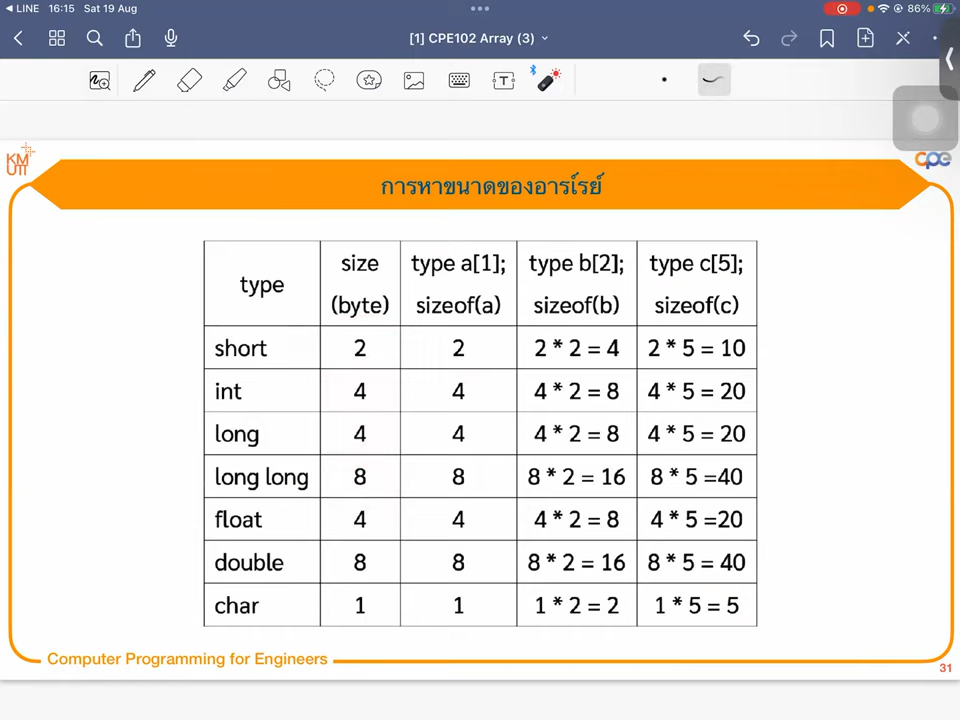 LINE 16:15 Sat 19 Aug 86%
[1] CPE102 Array (3)
KM
UTT
cpe
การหาขนาดของอาร์เรย์
type size (byte) type a[1]; sizeof(a) type b[2]; sizeof(b) type c[5]; sizeof(c)
short 2 2 2 * 2 = 4 2 * 5 = 10
int 4 4 4 * 2 = 8 4 * 5 = 20
long 4 4 4 * 2 = 8 4 * 5 = 20
long long 8 8 8 * 2 = 16 8 * 5 =40
float 4 4 4 * 2 = 8 4 * 5 =20
double 8 8 8 * 2 = 16 8 * 5 = 40
char 1 1 1 * 2 = 2 1 * 5 = 5
Computer Programming for Engineers
31